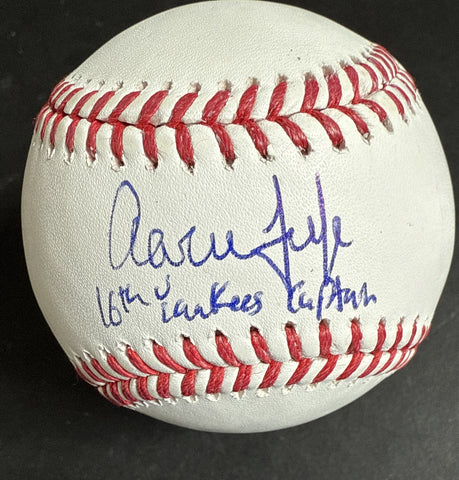 Aaron Judge
16th Yankees Captain